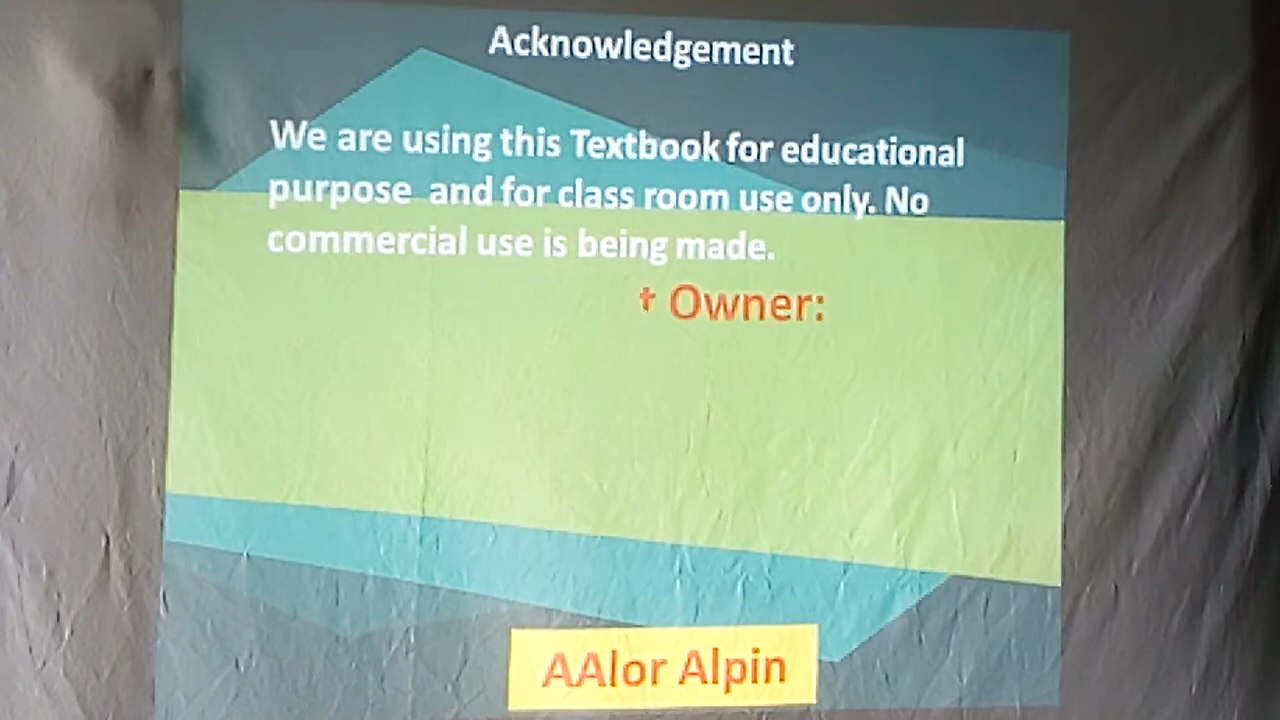 Acknowledgement
We are using this Textbook for educational
purpose and for class room use only. No
commercial use is being made.
† Owner:
AAlor Alpin